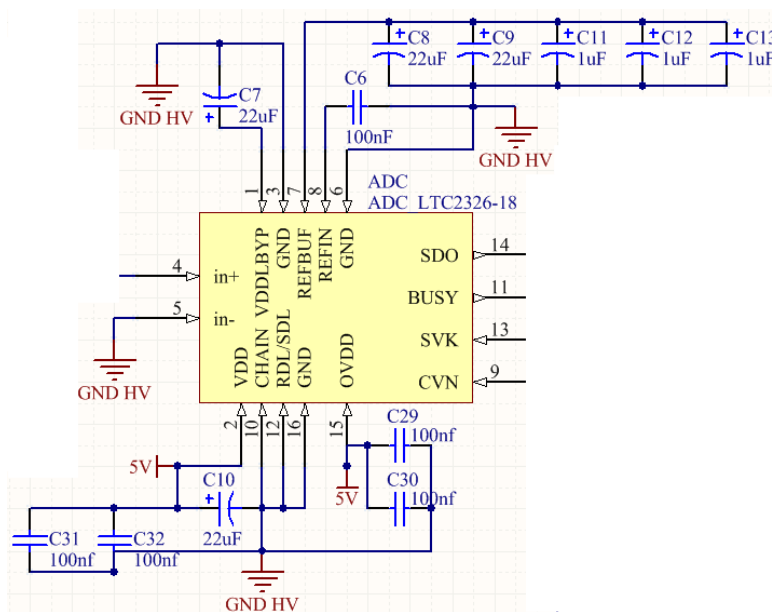 C8
22uF
C9
22uF
C11
1uF
C12
1uF
C13
1uF
C7
22uF
GND HV
C6
100nF
GND HV
1
3
7
8
6
ADC
ADC_LTC2326-18
VDDLBYP
GND
REFBUF
REFIN
GND
4
in+
5
in-
GND HV
SDO
14
BUSY
11
SVK
13
CVN
9
VDD
CHAIN
RDL/SDL
GND
OVDD
2
10
12
16
15
5V
C10
22uF
5V
C29
100nf
C30
100nf
C31
100nf
C32
100nf
GND HV